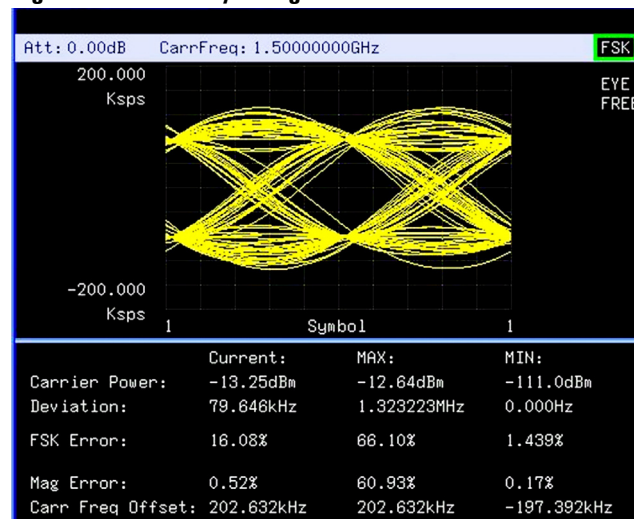 Att:0.00dB CarrFreq:1.50000000GHz FSK
200.000
Ksps
EYE
-200.000
Ksps
1 Symbol 1
Current: MAX: MIN:
Carrier Power: -13.25dBm -12.64dBm -111.0dBm
Deviation: 79.646kHz 1.323223MHz 0.000Hz
FSK Error: 16.08% 66.10% 1.439%
Mag Error: 0.52% 60.93% 0.17%
Carr Freq Offset: 202.632kHz 202.632kHz -197.392kHz